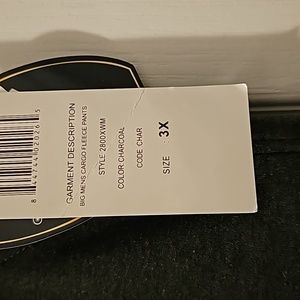 GARMENT DESCRIPTION
BIG MENS CARGO FLEECE PANTS
STYLE 2800XWM
COLOR CHARCOAL
CODE CHAR
SIZE : 3X